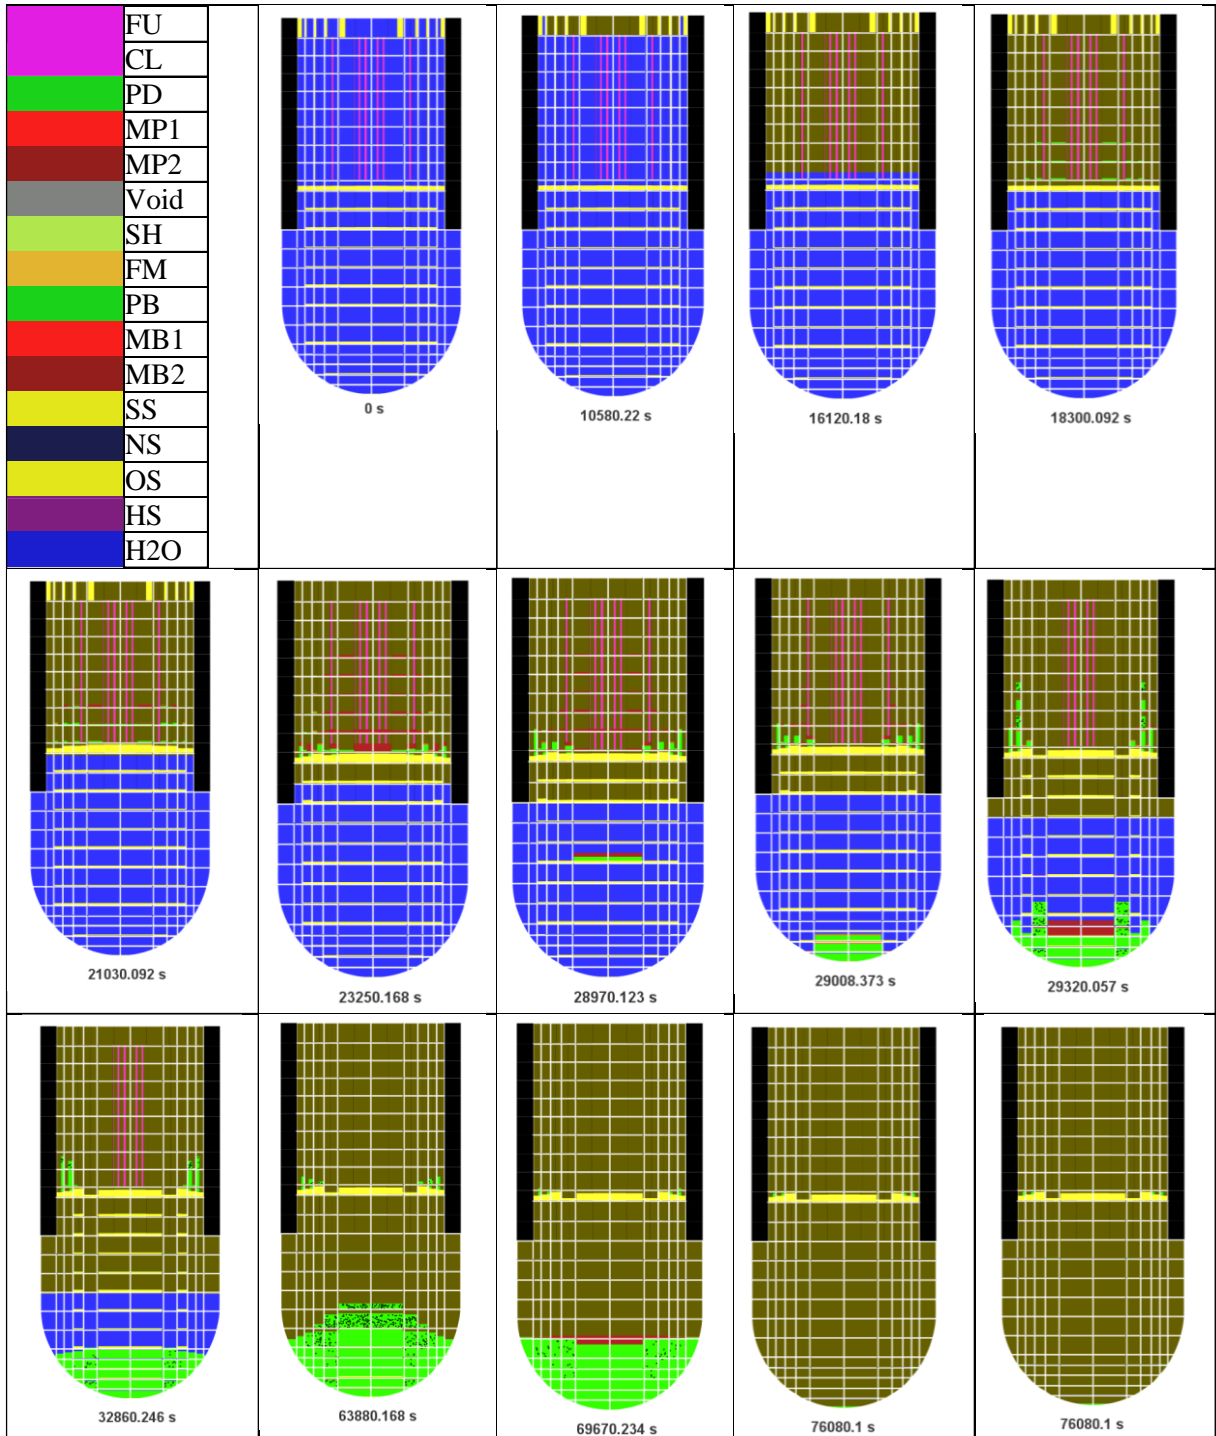 FU
CL
PD
MP1
MP2
Void
SH
FM
PB
MB1
MB2
SS
NS
OS
HS
H2O
0 s
10580.22 s
16120.18 s
18300.092 s
21030.092 s
23250.168 s
28970.123 s
29008.373 s
29320.057 s
32860.246 s
63880.168 s
69670.234 s
76080.1 s
76080.1 s